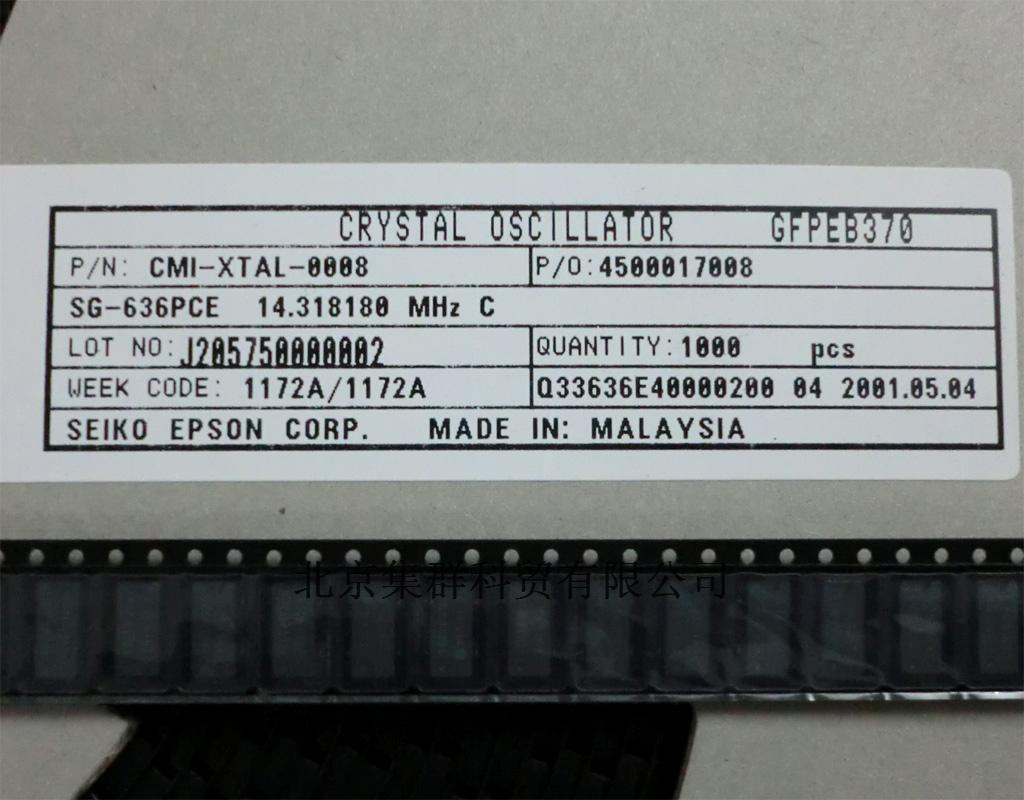 CRYSTAL OSCILLATOR GFPEB370
P/N: CMI-XTAL-0008 P/O:4500017008
SG-636PCE 14.318180 MHz C
LOT NO: J205750000002 QUANTITY:1000 pcs
WEEK CODE: 1172A/1172A Q33636E40000200 04 2001.05.04
SEIKO EPSON CORP. MADE IN: MALAYSIA
北京集群科贸有限公司